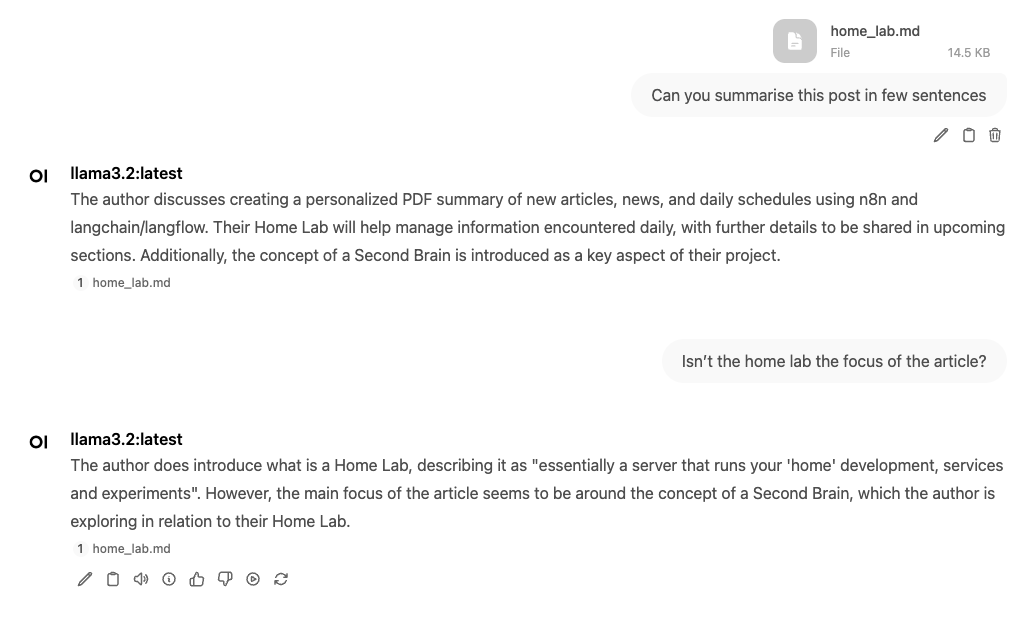 home_lab.md
File 14.5 KB
Can you summarise this post in few sentences
OI llama3.2:latest
The author discusses creating a personalized PDF summary of new articles, news, and daily schedules using n8n and
langchain/langflow. Their Home Lab will help manage information encountered daily, with further details to be shared in upcoming
sections. Additionally, the concept of a Second Brain is introduced as a key aspect of their project.
1 home_lab.md
Isn’t the home lab the focus of the article?
OI llama3.2:latest
The author does introduce what is a Home Lab, describing it as "essentially a server that runs your 'home' development, services
and experiments". However, the main focus of the article seems to be around the concept of a Second Brain, which the author is
exploring in relation to their Home Lab.
1 home_lab.md